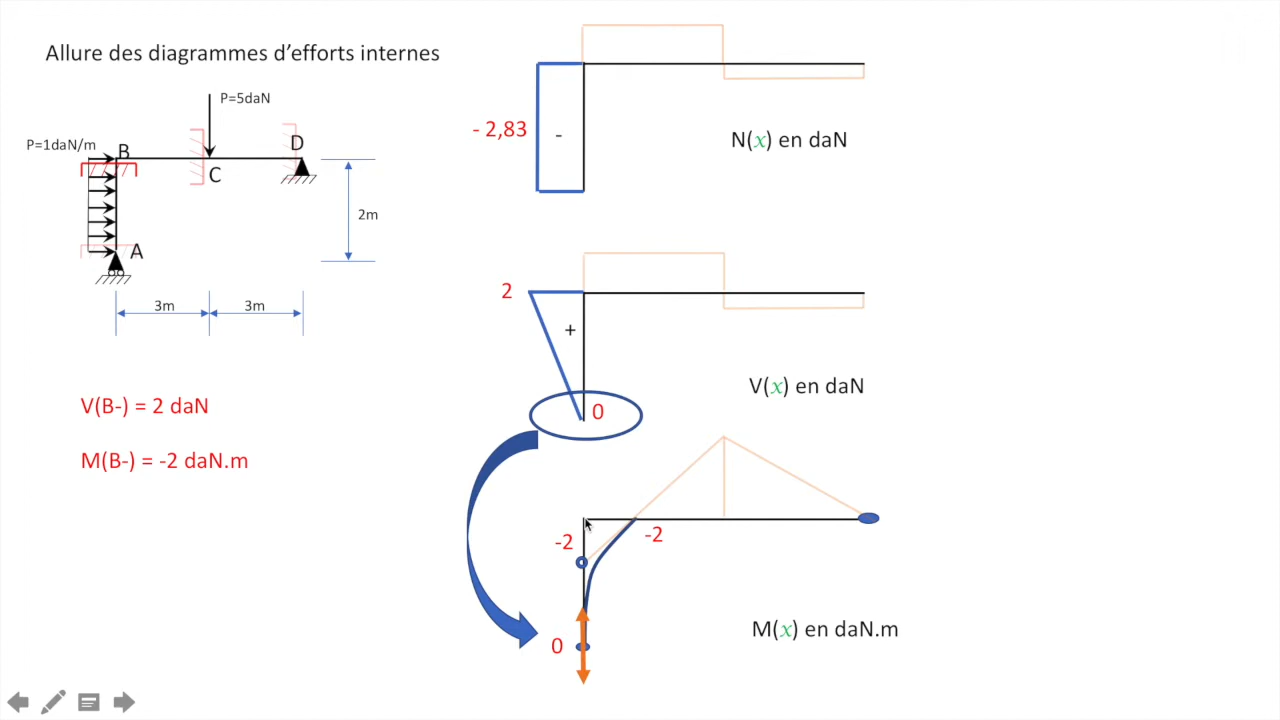 Allure des diagrammes d’efforts internes
P=5daN
P=1daN/m
B
D
C
A
2m
3m
3m
V(B-) = 2 daN
M(B-) = -2 daN.m
- 2,83
-
N(x) en daN
2
+
0
V(x) en daN
-2
-2
0
M(x) en daN.m